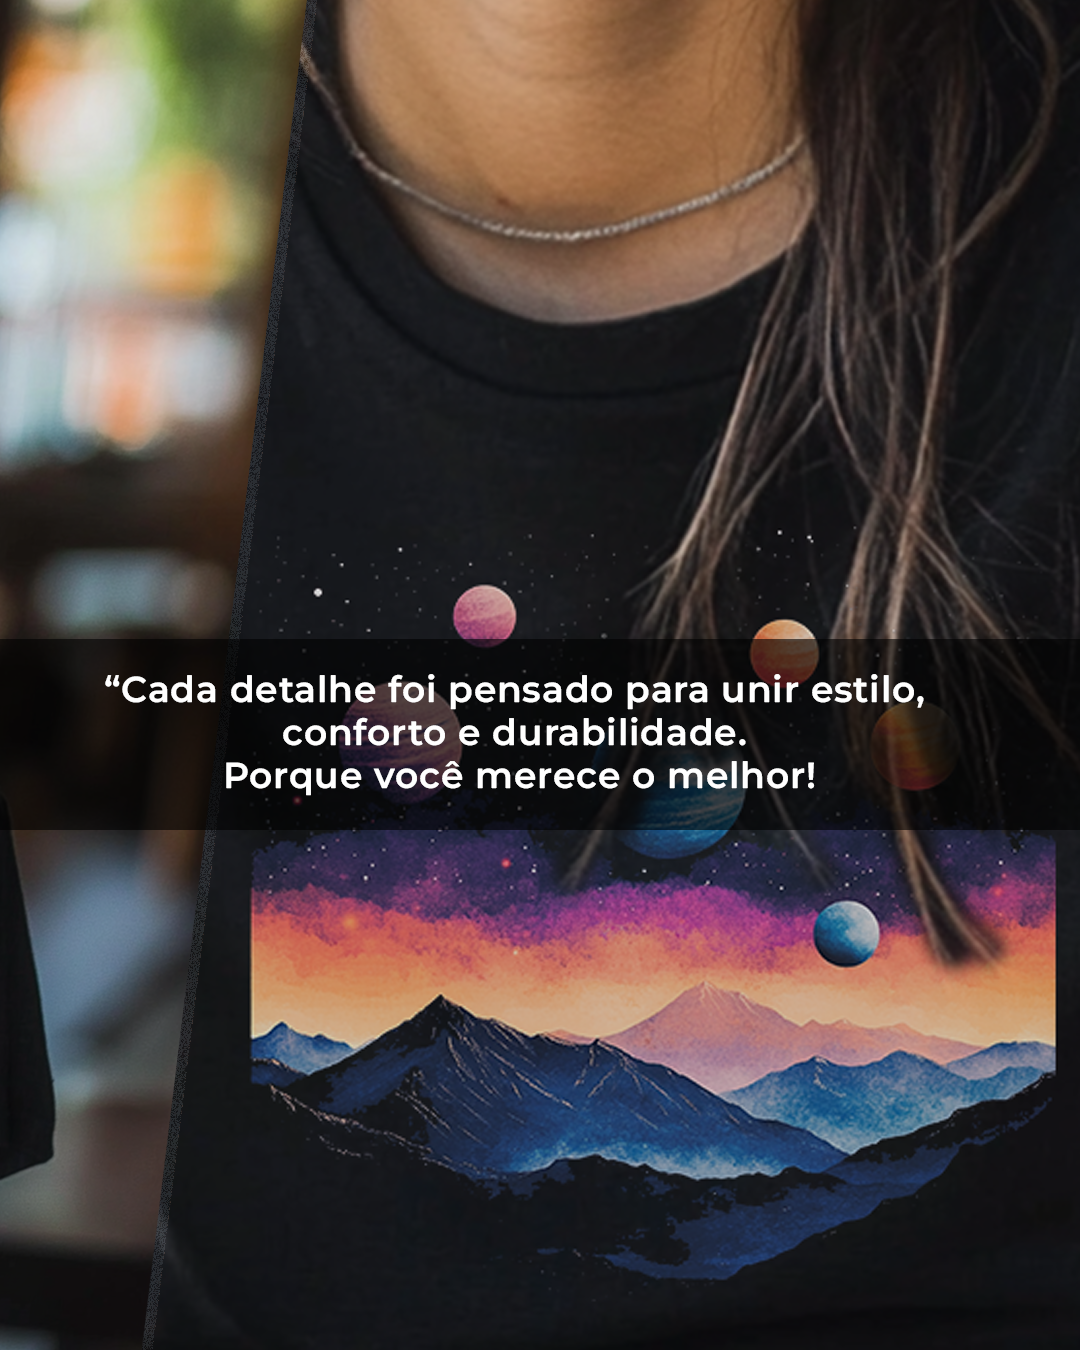 “Cada detalhe foi pensado para unir estilo,
conforto e durabilidade.
Porque você merece o melhor!